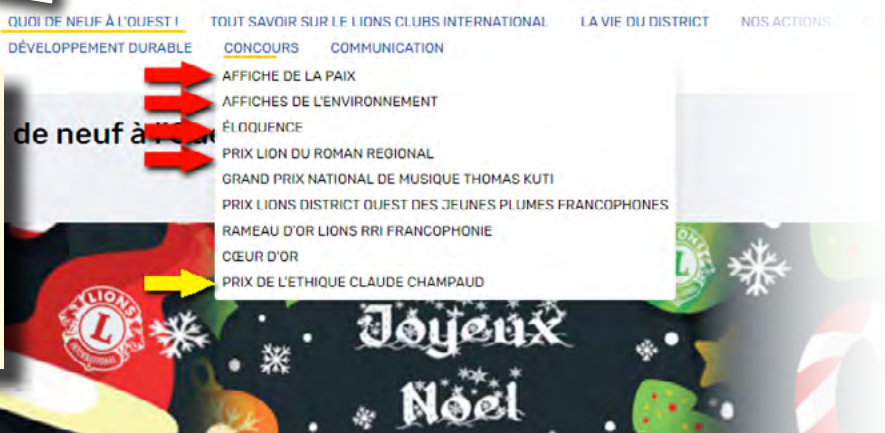 QUOI DE NEUF À L'OUEST ! TOUT SAVOIR SUR LE LIONS CLUBS INTERNATIONAL LA VIE DU DISTRICT NOS ACTIONS
DÉVELOPPEMENT DURABLE CONCOURS COMMUNICATION
AFFICHE DE LA PAIX
AFFICHES DE L'ENVIRONNEMENT
ÉLOQUENCE
de neuf à l'Oue
PRIX LION DU ROMAN REGIONAL
GRAND PRIX NATIONAL DE MUSIQUE THOMAS KUTI
PRIX LIONS DISTRICT OUEST DES JEUNES PLUMES FRANCOPHONES
RAMEAU D'OR LIONS RRI FRANCOPHONIE
CŒUR D'OR
PRIX DE L'ETHIQUE CLAUDE CHAMPAUD
LIONS
L
INTERNATIONAL
L
Joyeux
Noël